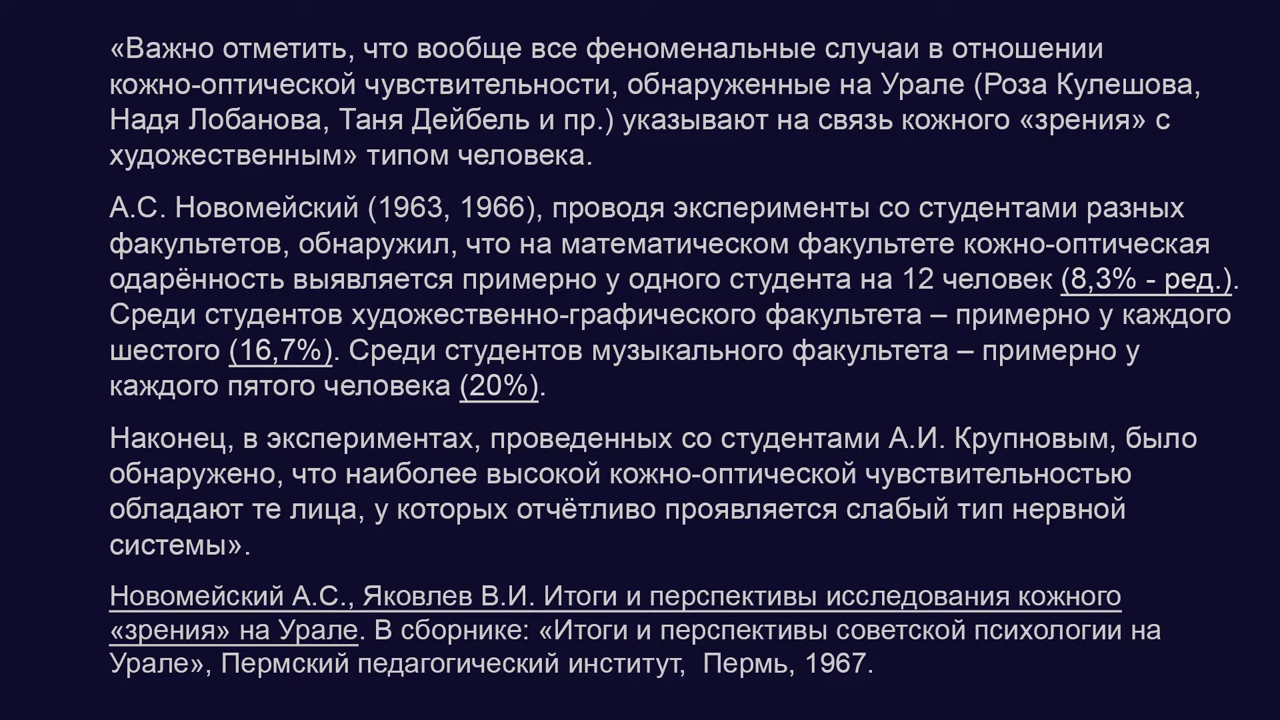 «Важно отметить, что вообще все феноменальные случаи в отношении
кожно-оптической чувствительности, обнаруженные на Урале (Роза Кулешова,
Надя Лобанова, Таня Дейбель и пр.) указывают на связь кожного «зрения» с
художественным» типом человека.
А.С. Новомейский (1963, 1966), проводя эксперименты со студентами разных
факультетов, обнаружил, что на математическом факультете кожно-оптическая
одарённость выявляется примерно у одного студента на 12 человек (8,3% - ред.).
Среди студентов художественно-графического факультета – примерно у каждого
шестого (16,7%). Среди студентов музыкального факультета – примерно у
каждого пятого человека (20%).
Наконец, в экспериментах, проведенных со студентами А.И. Крупновым, было
обнаружено, что наиболее высокой кожно-оптической чувствительностью
обладают те лица, у которых отчётливо проявляется слабый тип нервной
системы».
Новомейский А.С., Яковлев В.И. Итоги и перспективы исследования кожного
«зрения» на Урале. В сборнике: «Итоги и перспективы советской психологии на
Урале», Пермский педагогический институт,  Пермь, 1967.